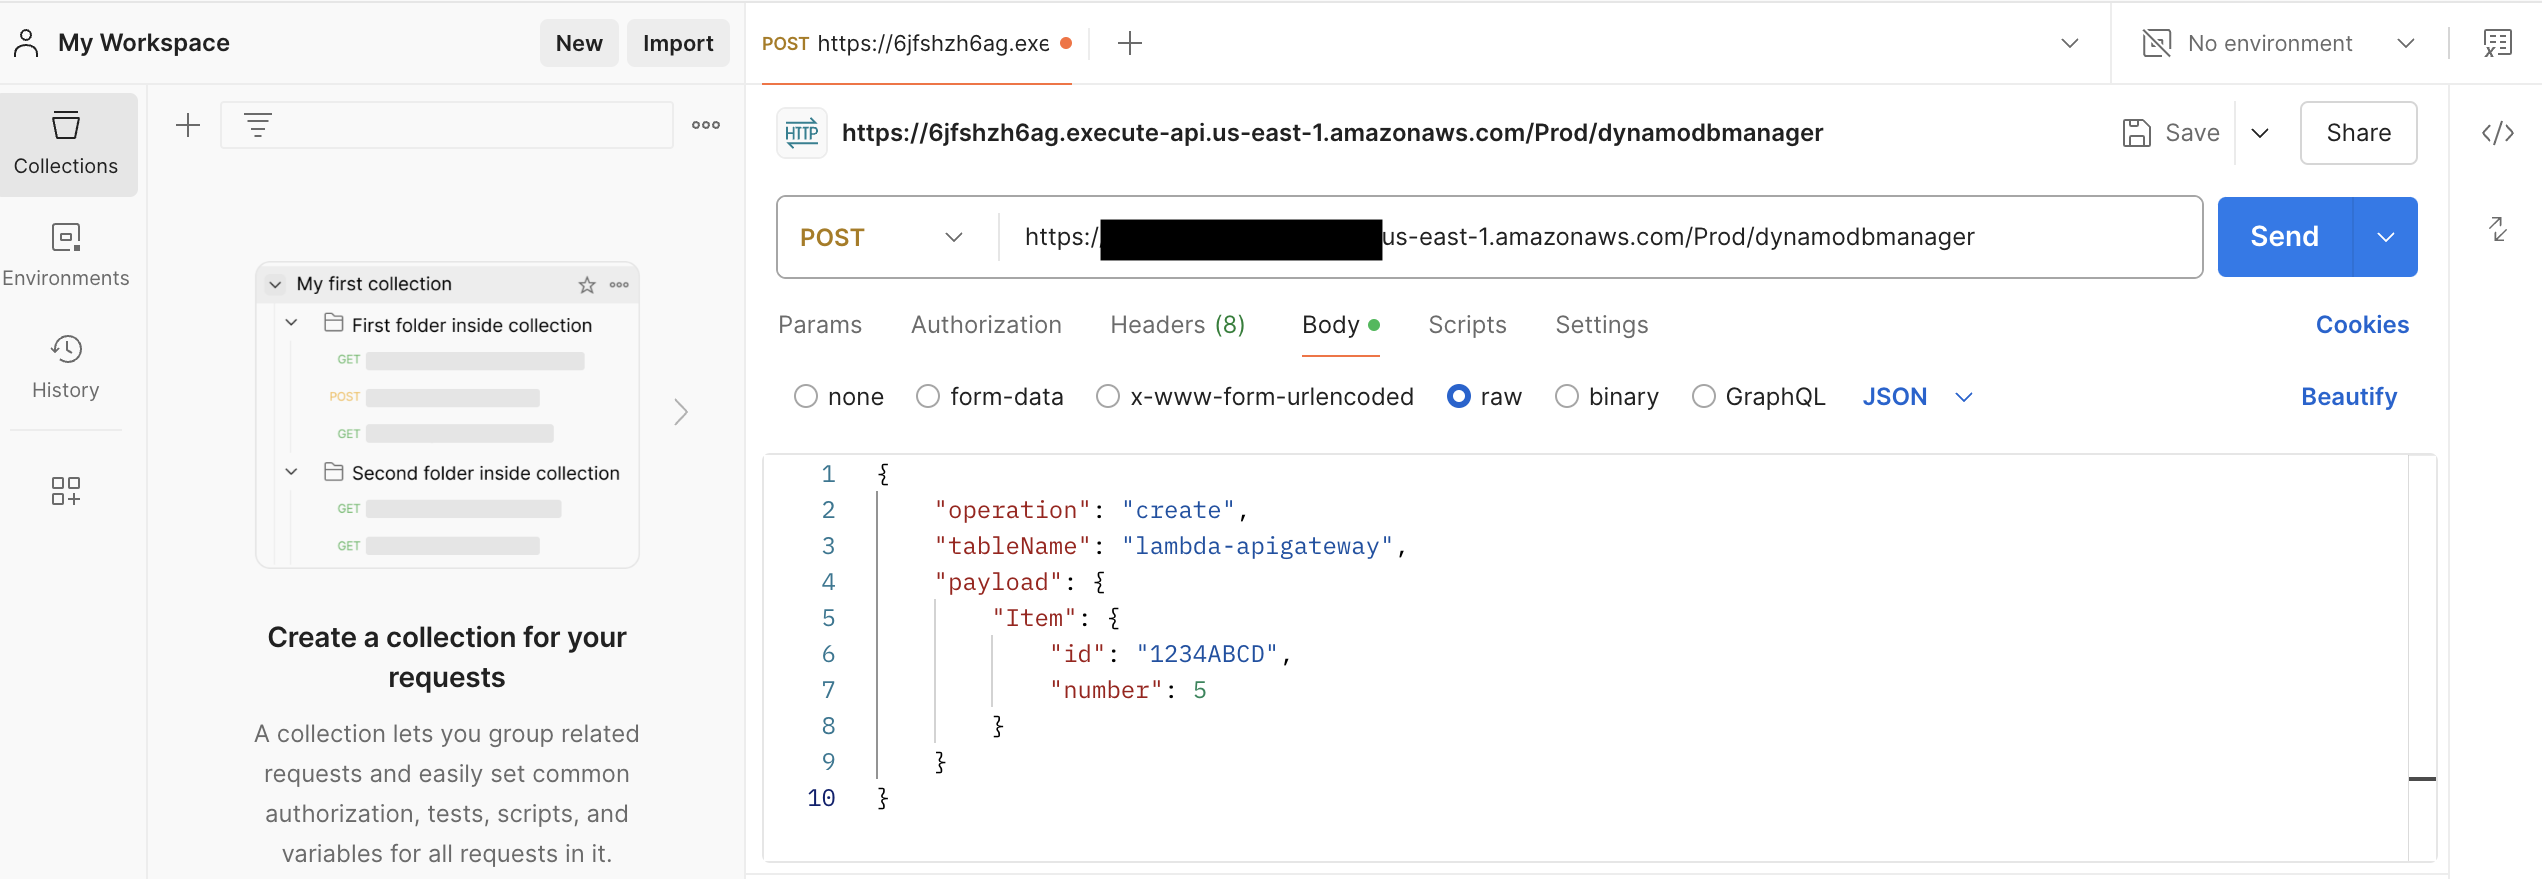 My Workspace
New
Import
POST https://6jfshzh6ag.exe
No environment
Collections
Environments
History
My first collection
First folder inside collection
GET
POST
GET
Second folder inside collection
GET
GET
Create a collection for your
requests
A collection lets you group related
requests and easily set common
authorization, tests, scripts, and
variables for all requests in it.
HTTP
https://6jfshzh6ag.execute-api.us-east-1.amazonaws.com/Prod/dynamodbmanager
Save
Share
POST
https:/ us-east-1.amazonaws.com/Prod/dynamodbmanager
Send
Params Authorization Headers (8) Body Scripts Settings Cookies
none form-data x-www-form-urlencoded raw binary GraphQL JSON Beautify
1 {
2 "operation": "create",
3 "tableName": "lambda-apigateway",
4 "payload": {
5 "Item": {
6 "id": "1234ABCD",
7 "number": 5
8 }
9 }
10 }